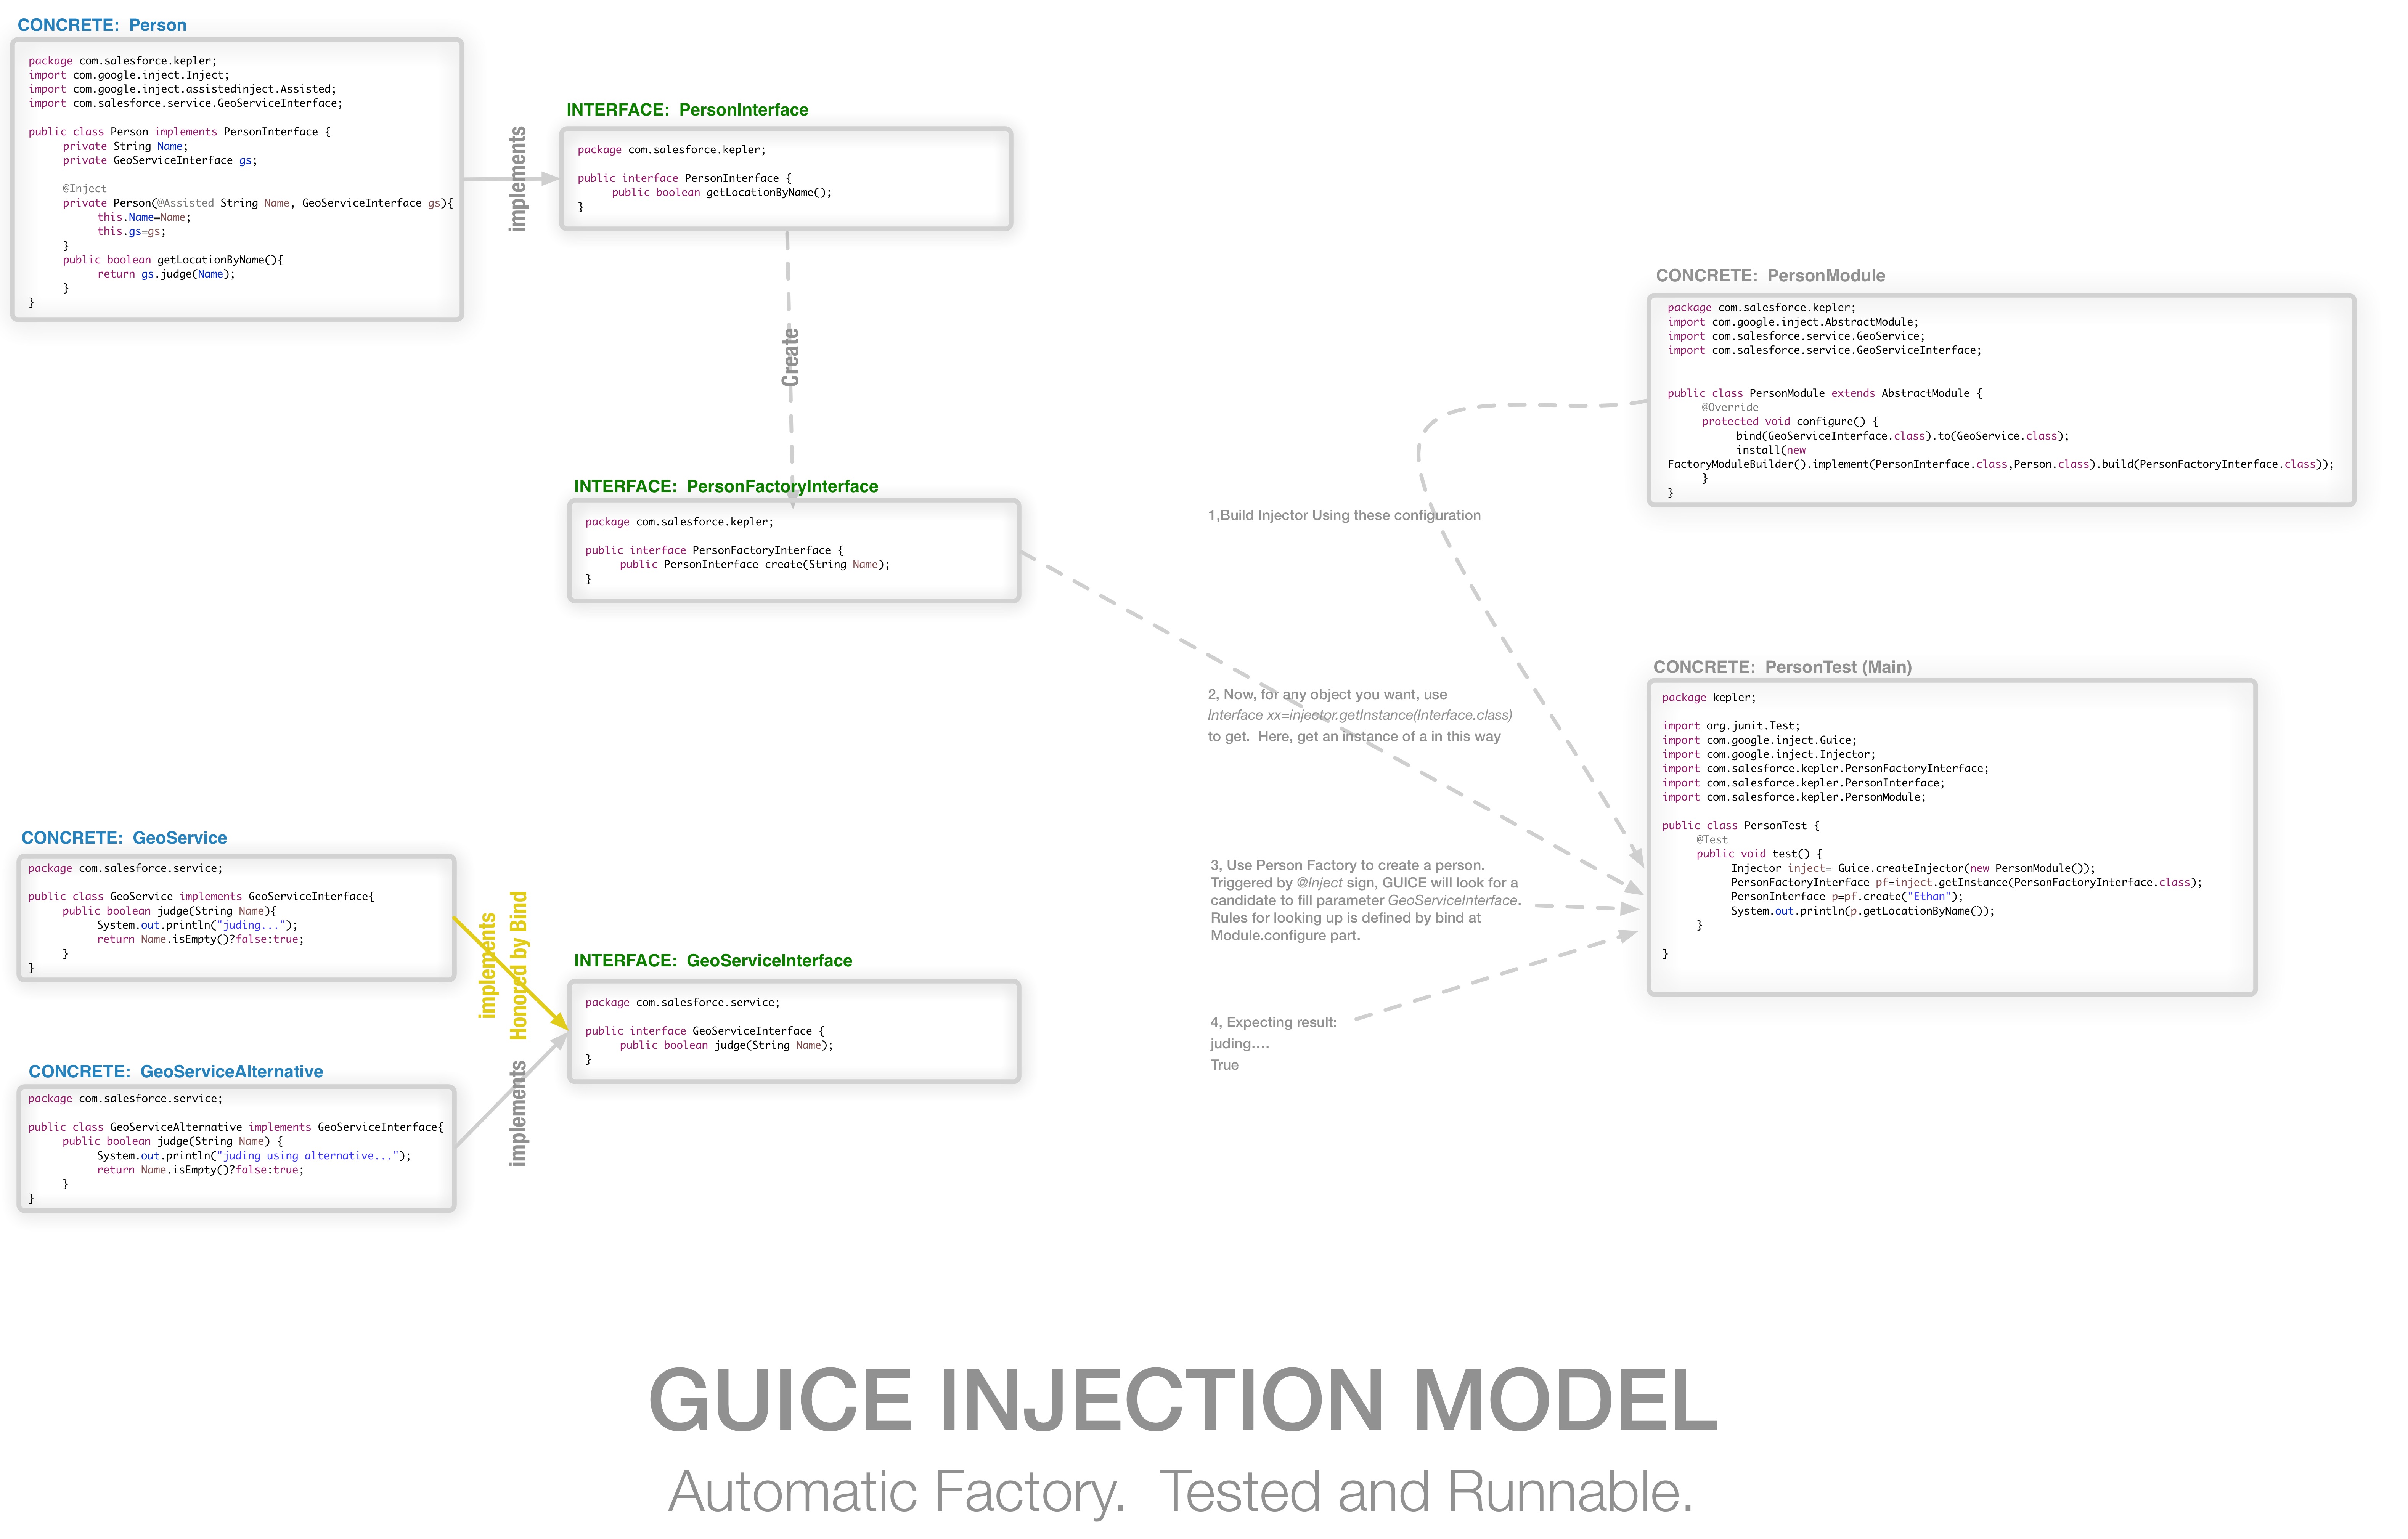 CONCRETE:  Person
package com.salesforce.kepler;
import com.google.inject.Inject;
import com.google.inject.assistedinject.Assisted;
import com.salesforce.service.GeoServiceInterface;
public class Person implements PersonInterface {
private String Name;
private GeoServiceInterface gs;
@Inject
private Person(@Assisted String Name, GeoServiceInterface gs){
this.Name=Name;
this.gs=gs;
}
public boolean getLocationByName(){
return gs.judge(Name);
}
}
implements
INTERFACE:  PersonInterface
package com.salesforce.kepler;
public interface PersonInterface {
public boolean getLocationByName();
}
Create
INTERFACE:  PersonFactoryInterface
package com.salesforce.kepler;
public interface PersonFactoryInterface {
public PersonInterface create(String Name);
}
CONCRETE:  GeoService
package com.salesforce.service;
public class GeoService implements GeoServiceInterface{
public boolean judge(String Name){
System.out.println("juding...");
return Name.isEmpty()?false:true;
}
}
implements
Honored by Bind
INTERFACE:  GeoServiceInterface
package com.salesforce.service;
public interface GeoServiceInterface {
public boolean judge(String Name);
}
CONCRETE:  GeoServiceAlternative
package com.salesforce.service;
public class GeoServiceAlternative implements GeoServiceInterface{
public boolean judge(String Name) {
System.out.println("juding using alternative...");
return Name.isEmpty()?false:true;
}
}
implements
1,Build Injector Using these configuration
2, Now, for any object you want, use
Interface xx=injector.getInstance(Interface.class)
to get.  Here, get an instance of a in this way
3, Use Person Factory to create a person.
Triggered by @Inject sign, GUICE will look for a
candidate to fill parameter GeoServiceInterface.
Rules for looking up is defined by bind at
Module.configure part.
4, Expecting result:
juding....
True
CONCRETE:  PersonModule
package com.salesforce.kepler;
import com.google.inject.AbstractModule;
import com.salesforce.service.GeoService;
import com.salesforce.service.GeoServiceInterface;
public class PersonModule extends AbstractModule {
@Override
protected void configure() {
bind(GeoServiceInterface.class).to(GeoService.class);
install(new
FactoryModuleBuilder().implement(PersonInterface.class,Person.class).build(PersonFactoryInterface.class));
}
}
CONCRETE:  PersonTest (Main)
package kepler;
import org.junit.Test;
import com.google.inject.Guice;
import com.google.inject.Injector;
import com.salesforce.kepler.PersonFactoryInterface;
import com.salesforce.kepler.PersonInterface;
import com.salesforce.kepler.PersonModule;
public class PersonTest {
@Test
public void test() {
Injector inject= Guice.createInjector(new PersonModule());
PersonFactoryInterface pf=inject.getInstance(PersonFactoryInterface.class);
PersonInterface p=pf.create("Ethan");
System.out.println(p.getLocationByName());
}
}
GUICE INJECTION MODEL
Automatic Factory.  Tested and Runnable.